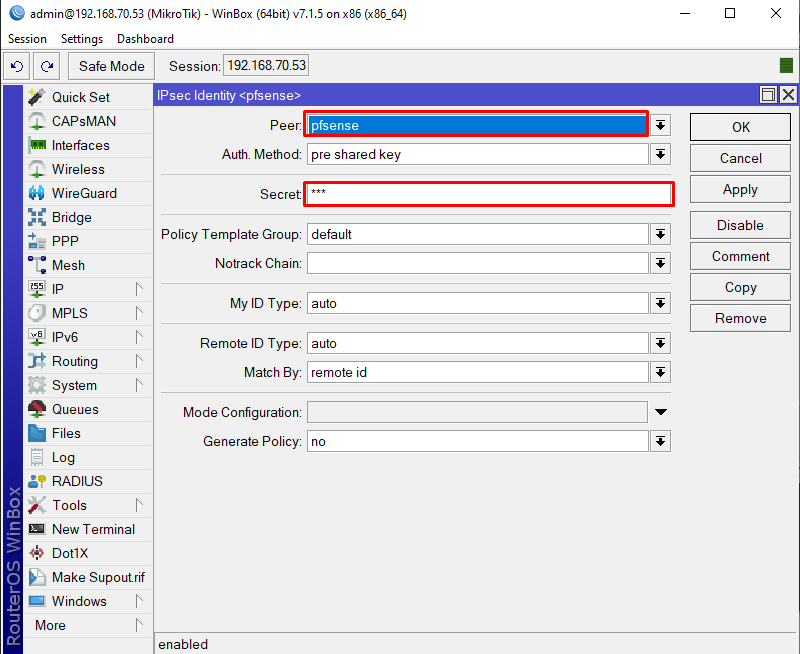 admin@192.168.70.53 (MikroTik) - WinBox (64bit) v7.1.5 on x86 (x86_64)
Session Settings Dashboard
Safe Mode Session: 192.168.70.53
Quick Set
CAPsMAN
Interfaces
Wireless
WireGuard
Bridge
PPP
Mesh
IP
MPLS
IPv6
Routing
System
Queues
Files
Log
RADIUS
Tools
New Terminal
Dot1X
Make Supout.rif
Windows
More
RouterOS WinBox
IPsec Identity <pfsense>
Peer: pfsense
Auth. Method: pre shared key
Secret: ***
Policy Template Group: default
Notrack Chain:
My ID Type: auto
Remote ID Type: auto
Match By: remote id
Mode Configuration:
Generate Policy: no
OK
Cancel
Apply
Disable
Comment
Copy
Remove
enabled